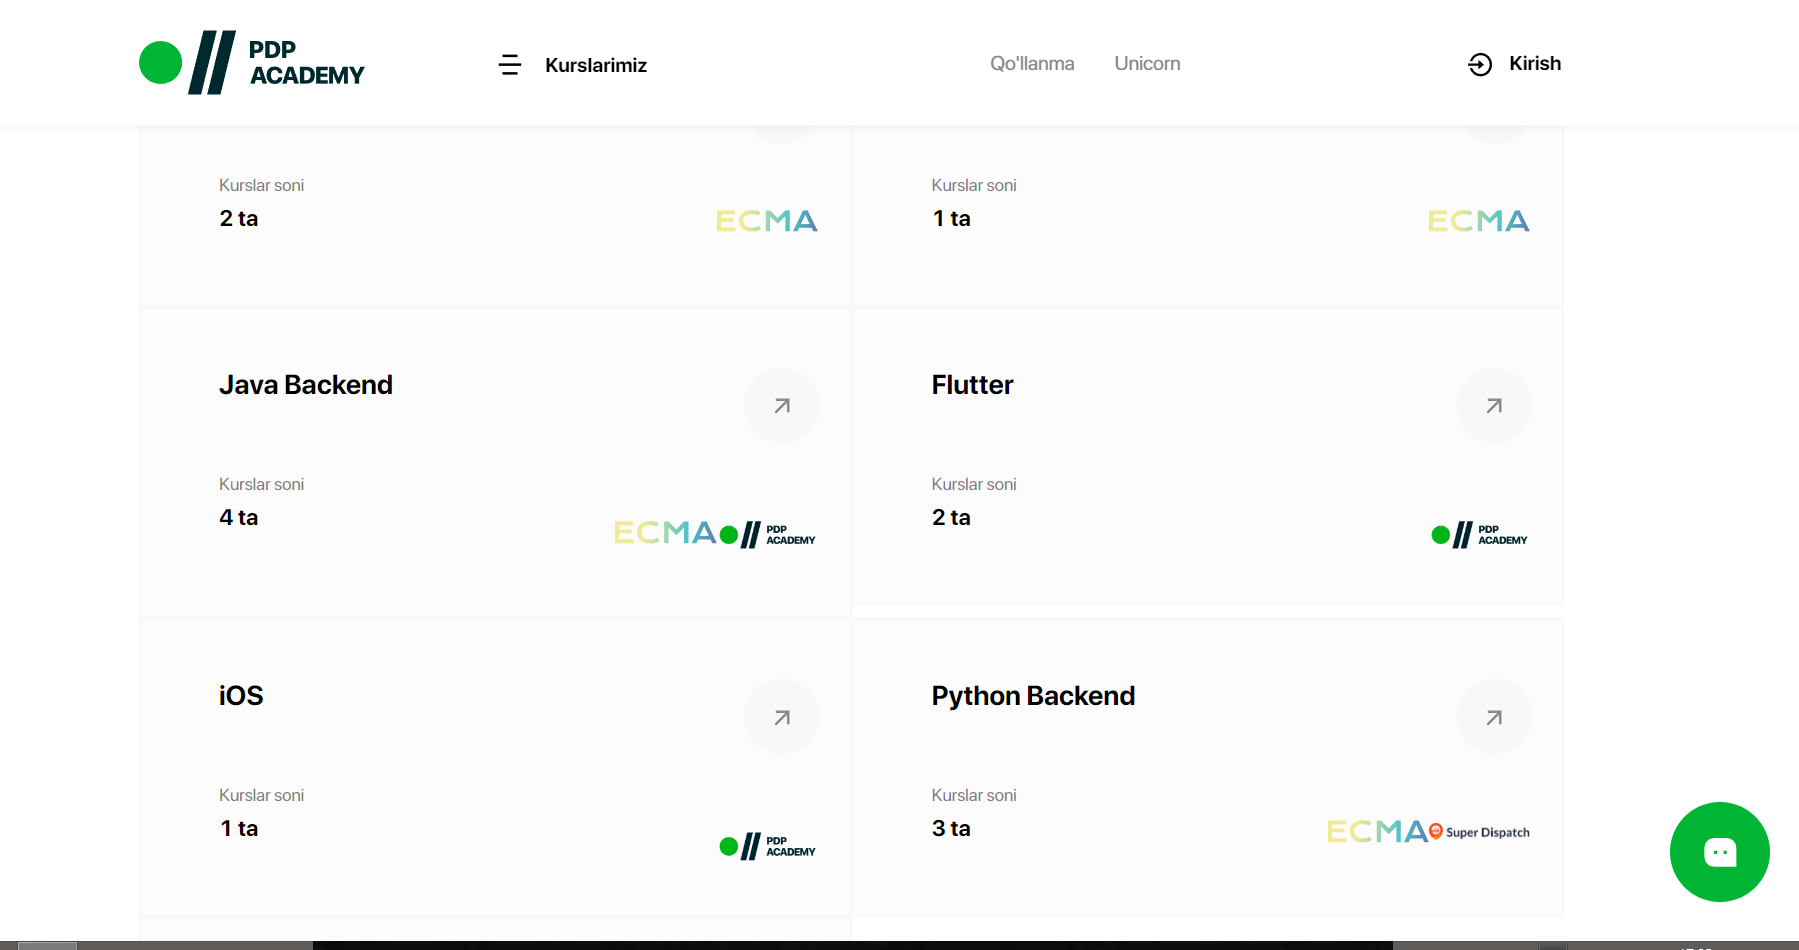 PDP
ACADEMY
Kurslarimiz
Qo'llanma
Unicorn
Kirish
Kurslar soni
2 ta
ECMA
Kurslar soni
1 ta
ECMA
Java Backend
Kurslar soni
4 ta
ECMA
PDP
ACADEMY
Flutter
Kurslar soni
2 ta
PDP
ACADEMY
iOS
Kurslar soni
1 ta
PDP
ACADEMY
Python Backend
Kurslar soni
3 ta
ECMA
Super Dispatch